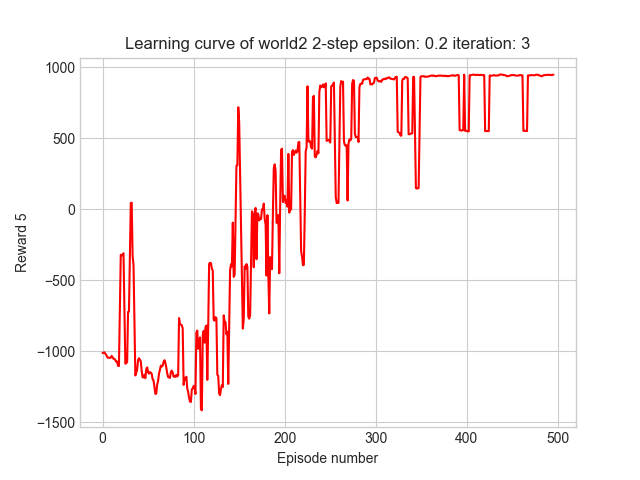 Learning curve of world2 2-step epsilon: 0.2 iteration: 3
1000
500
0
−500
−1000
−1500
Reward 5
0 100 200 300 400 500
Episode number